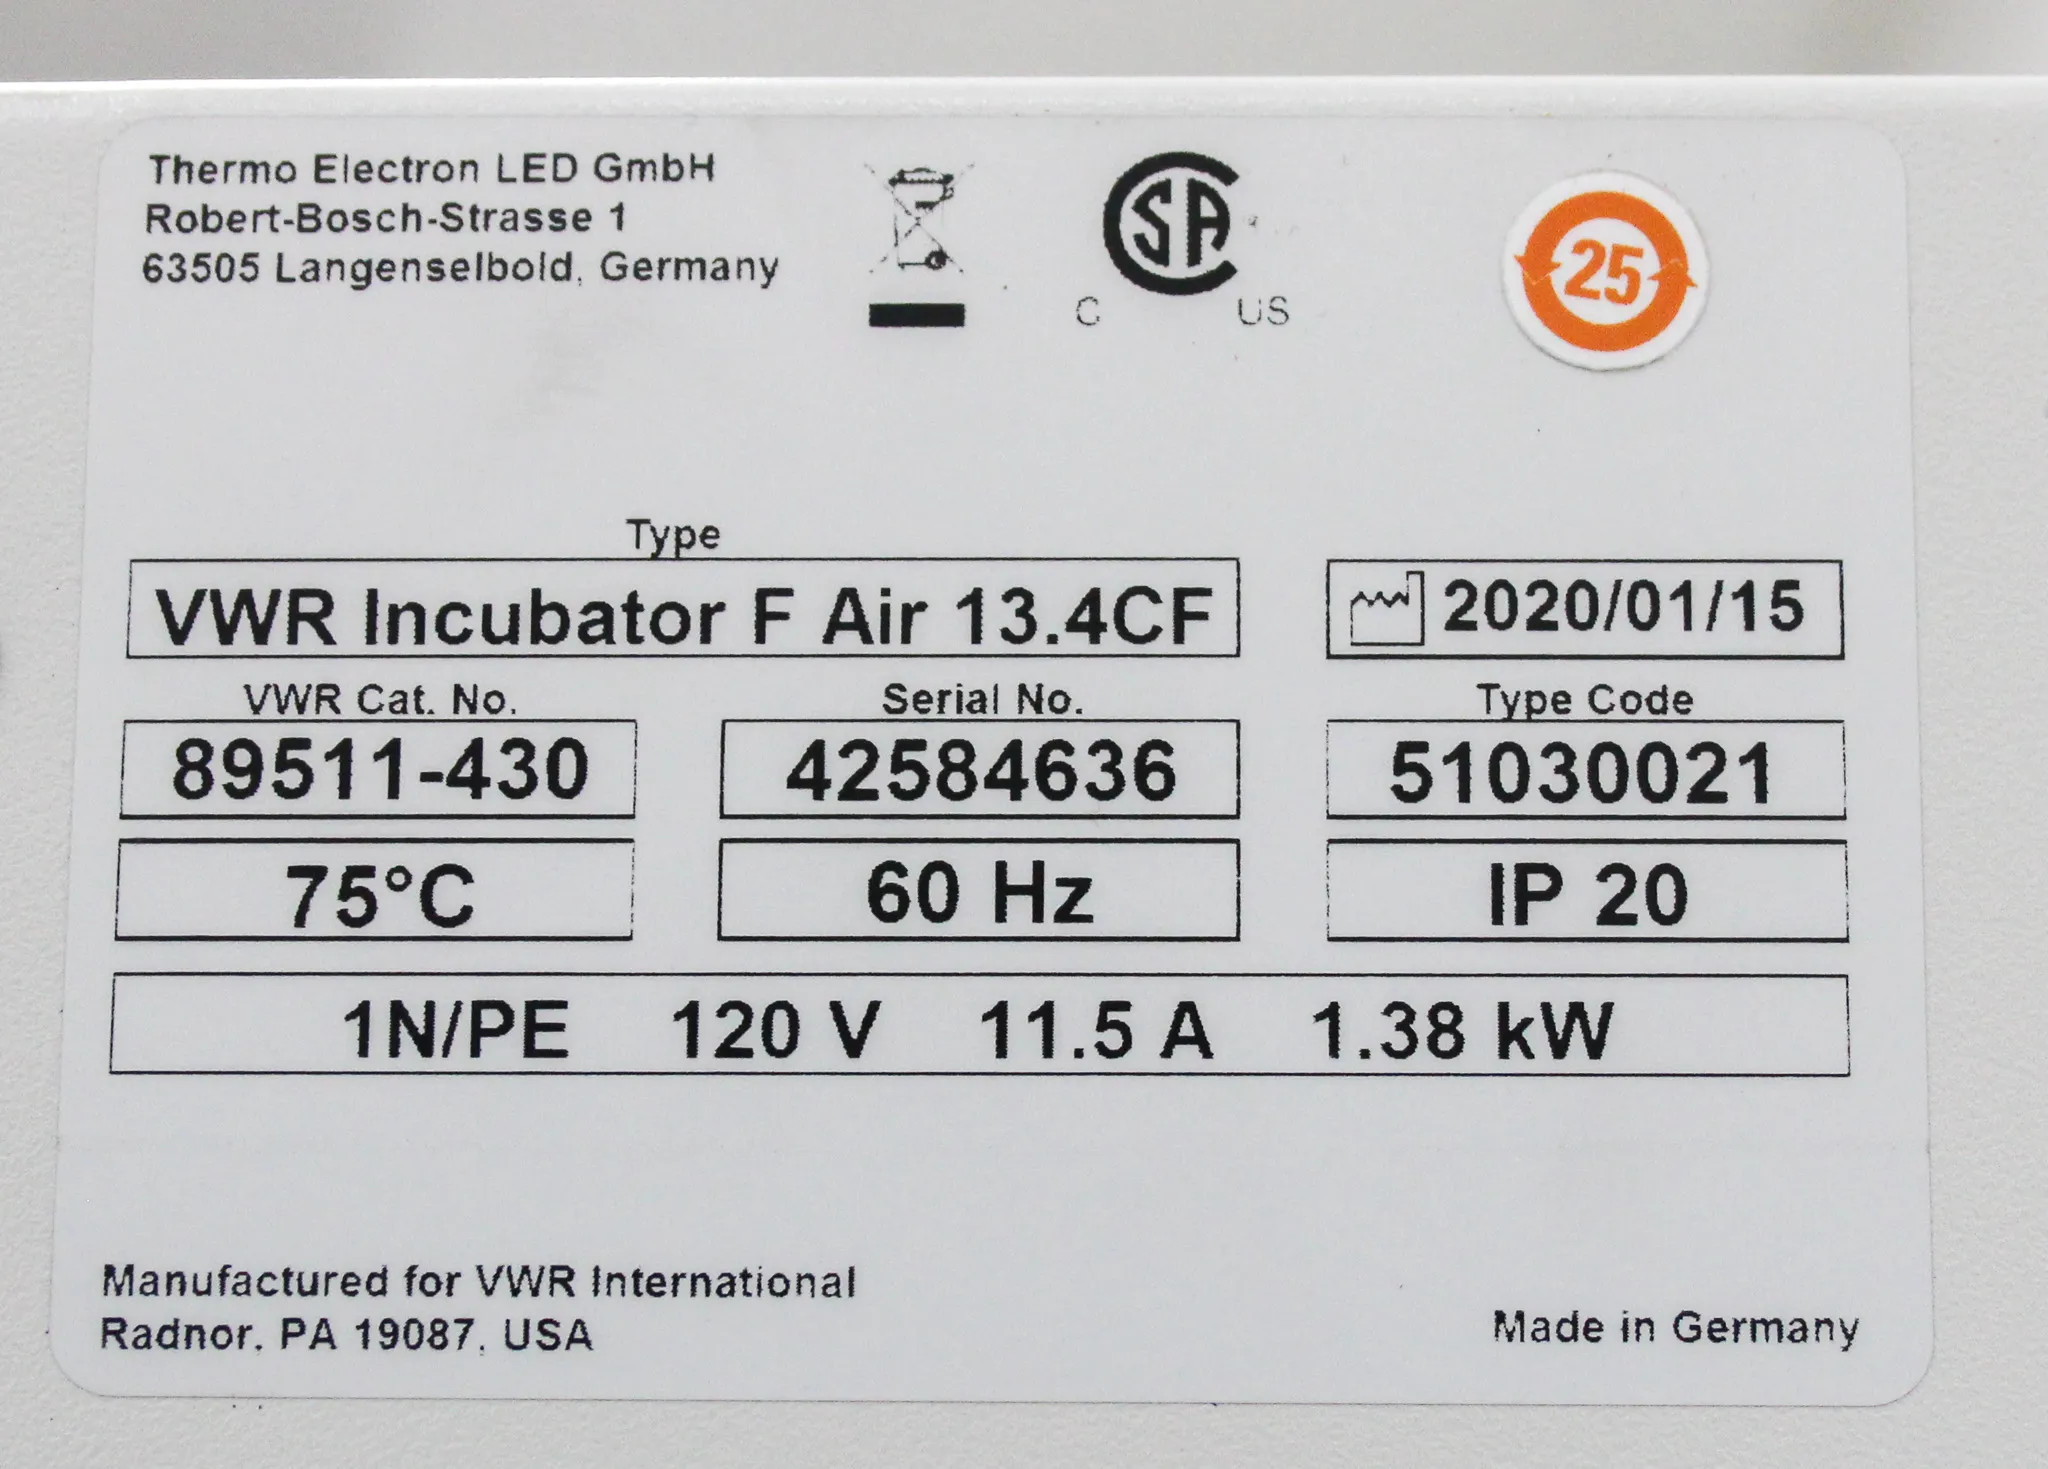 Thermo Electron LED GmbH
Robert-Bosch-Strasse 1
63505 Langenselbold, Germany
SA
C US
25
Type
VWR Incubator F Air 13.4CF
2020/01/15
VWR Cat. No. Serial No. Type Code
89511-430 42584636 51030021
75°C 60 Hz IP 20
1N/PE 120 V 11.5 A 1.38 kW
Manufactured for VWR International
Radnor, PA 19087, USA
Made in Germany